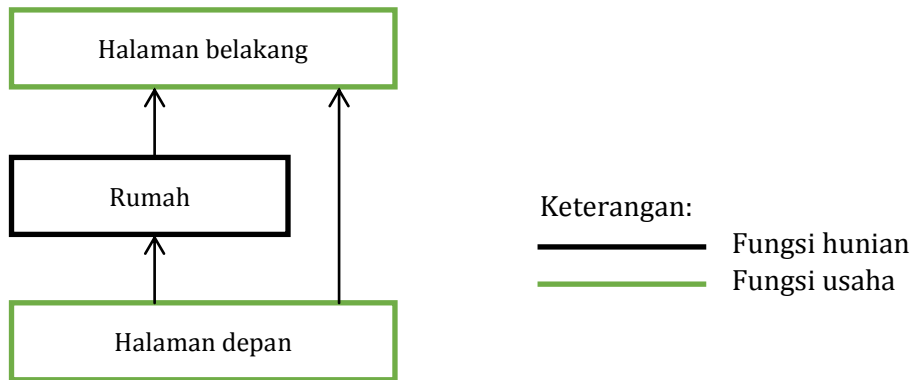 Halaman belakang
Rumah
Halaman depan
Keterangan:
Fungsi hunian
Fungsi usaha